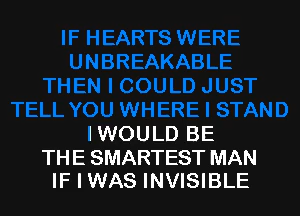 IF HEARTS WERE
UNBREAKABLE
THEN I COULD JUST
TELL YOU WHERE I STAND
I WOULD BE
THE SMARTEST MAN
IF I WAS INVISIBLE